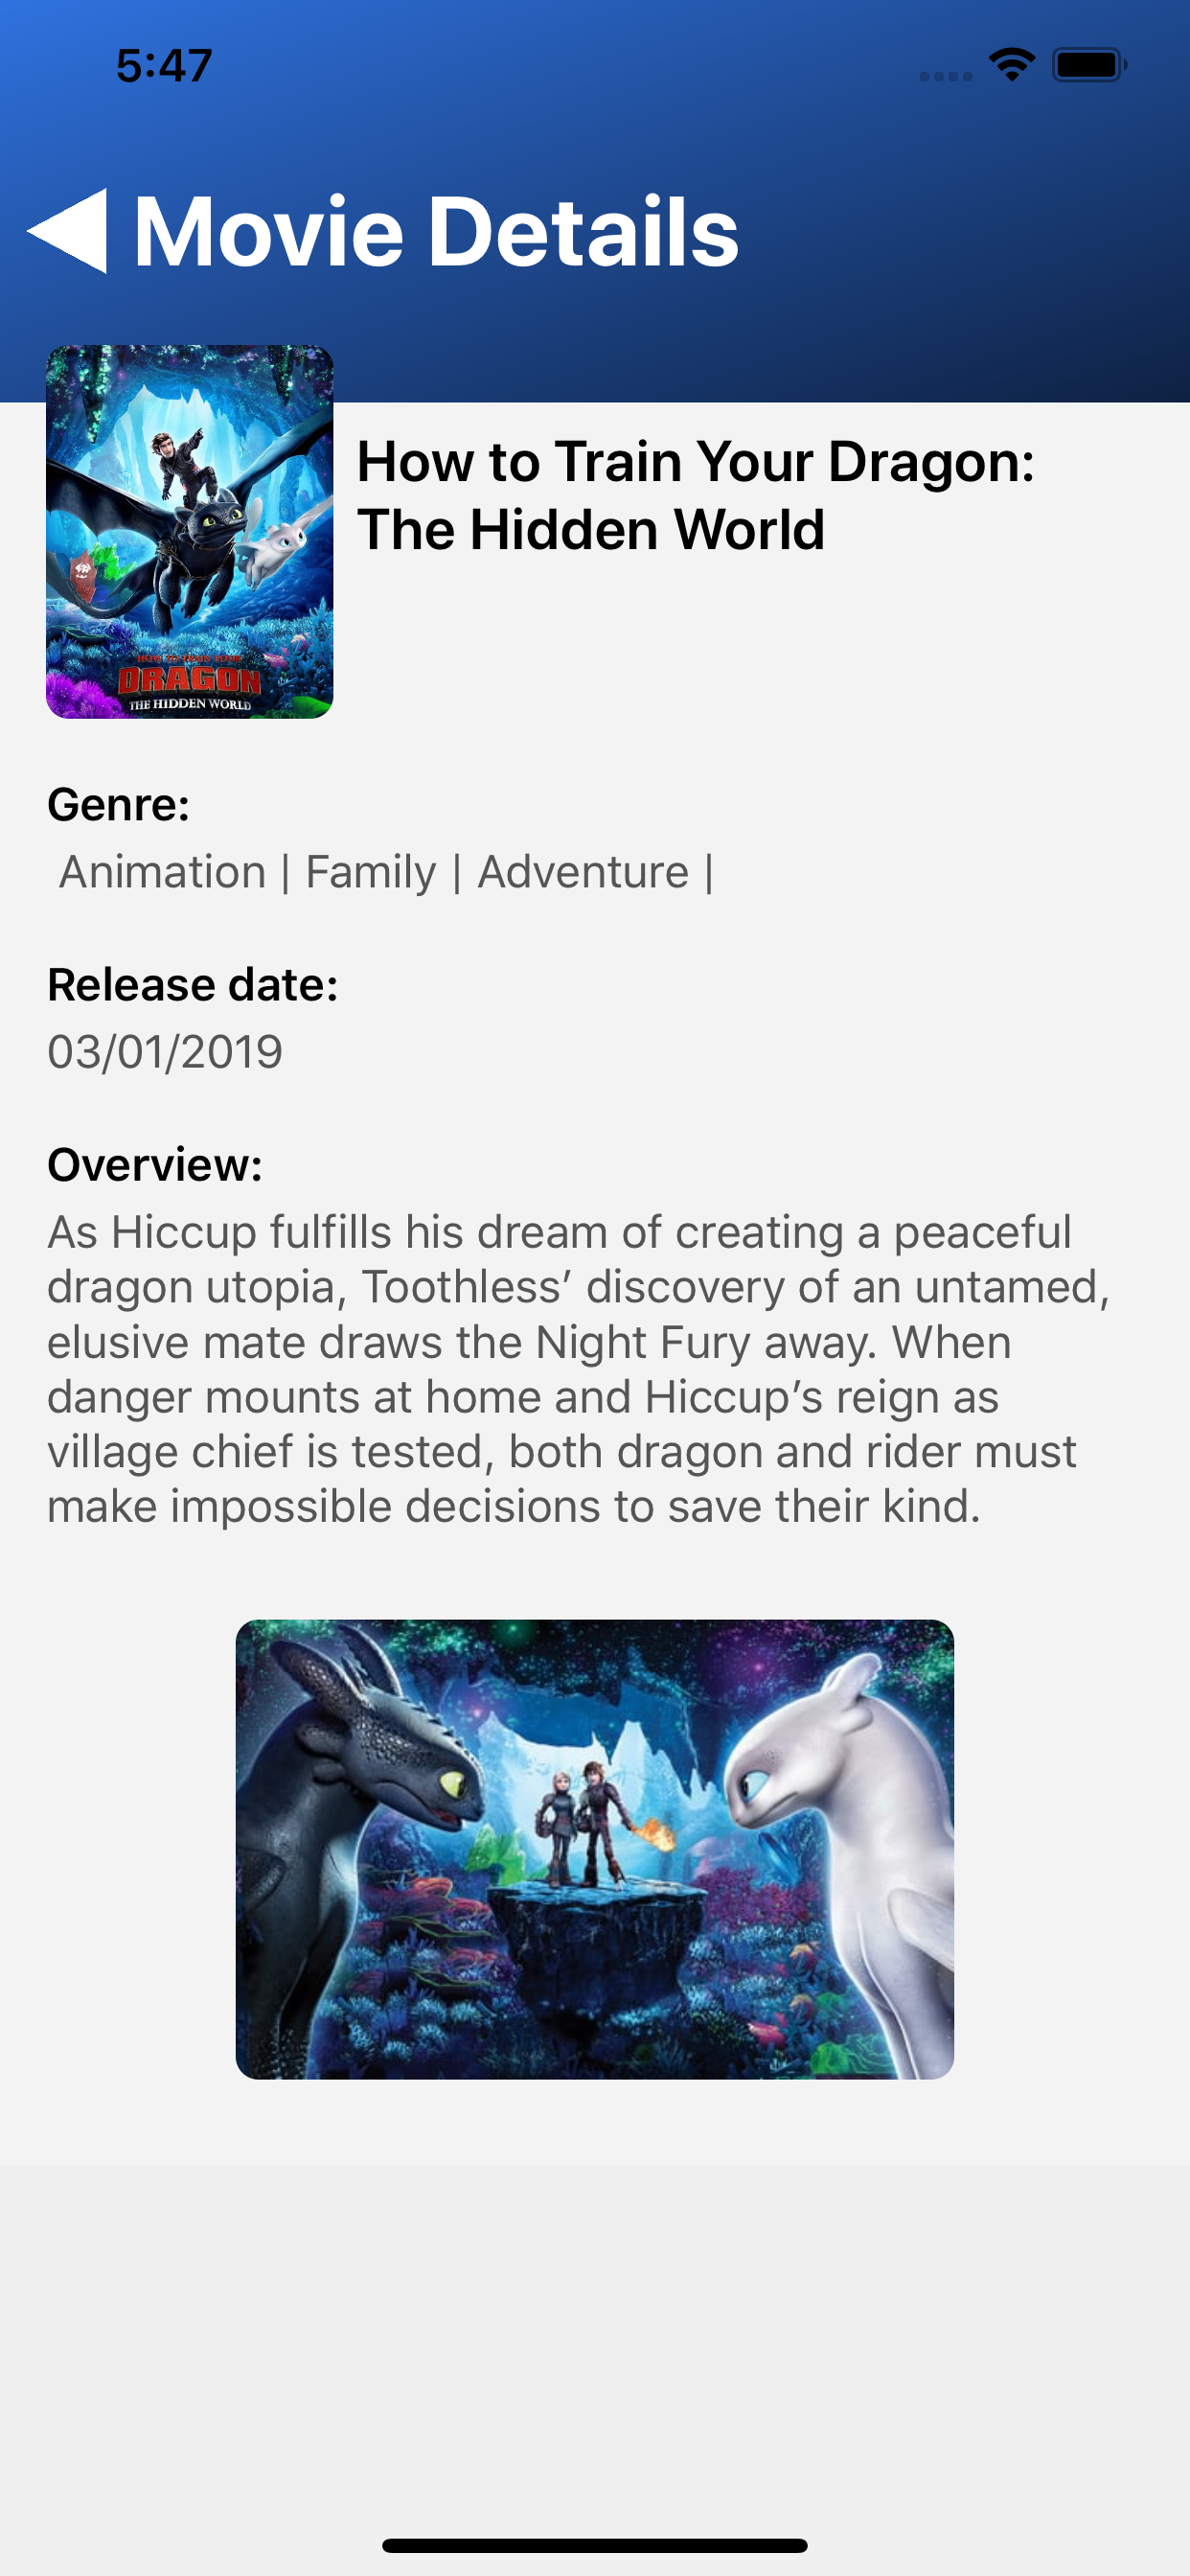 5:47
Movie Details
HOW TO TRAIN YOUR
DRAGON
THE HIDDEN WORLD
How to Train Your Dragon:
The Hidden World
Genre:
Animation | Family | Adventure |
Release date:
03/01/2019
Overview:
As Hiccup fulfills his dream of creating a peaceful
dragon utopia, Toothless’ discovery of an untamed,
elusive mate draws the Night Fury away. When
danger mounts at home and Hiccup’s reign as
village chief is tested, both dragon and rider must
make impossible decisions to save their kind.